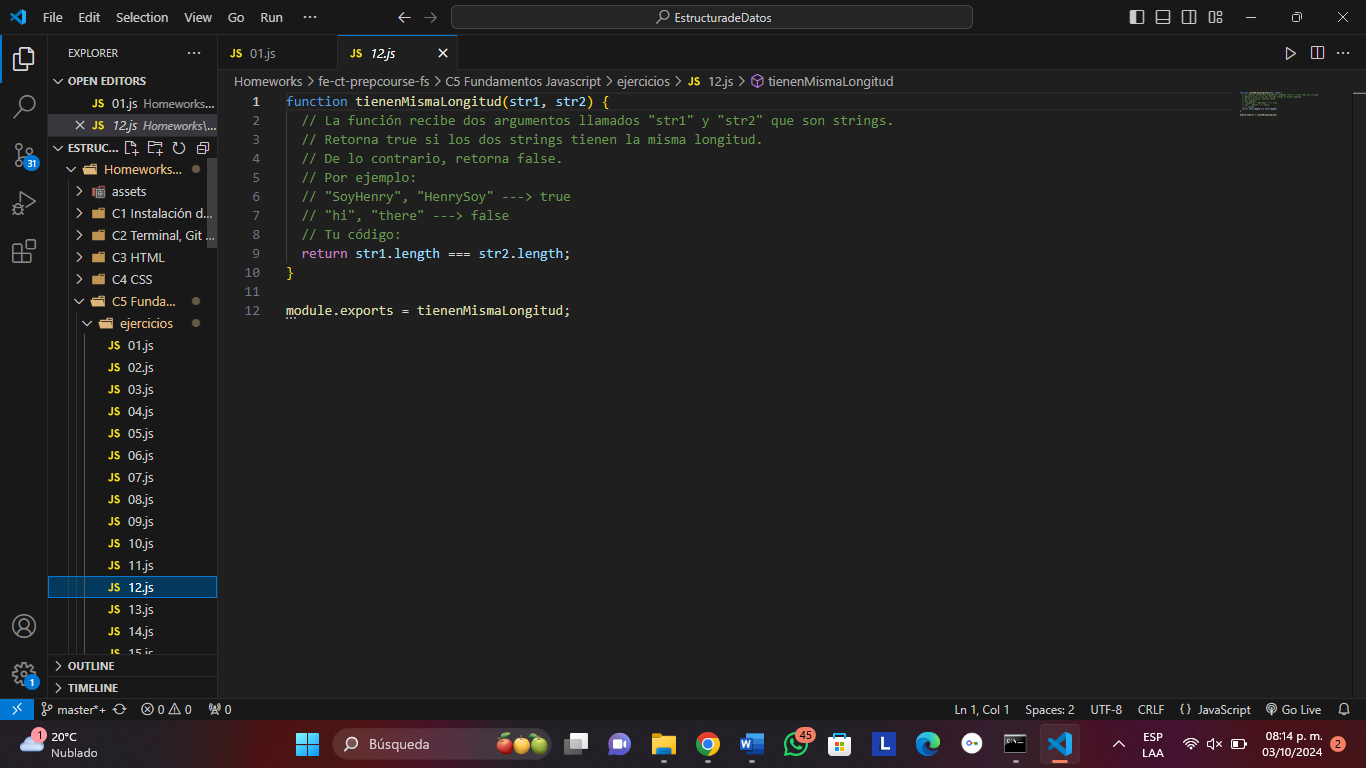 File Edit Selection View Go Run ···
EstructuradeDatos
EXPLORER ···
OPEN EDITORS
JS 01.js Homeworks...
JS 12.js Homeworks\...
ESTRUC...
Homeworks...
assets
C1 Instalación d...
C2 Terminal, Git ...
C3 HTML
C4 CSS
C5 Funda...
ejercicios
JS 01.js
JS 02.js
JS 03.js
JS 04.js
JS 05.js
JS 06.js
JS 07.js
JS 08.js
JS 09.js
JS 10.js
JS 11.js
JS 12.js
JS 13.js
JS 14.js
JS 15.js
OUTLINE
TIMELINE
31
1
JS 01.js
JS 12.js
Homeworks > fe-ct-prepcourse-fs > C5 Fundamentos Javascript > ejercicios > JS 12.js > tienenMismaLongitud
1 function tienenMismaLongitud(str1, str2) {
2 // La función recibe dos argumentos llamados "str1" y "str2" que son strings.
3 // Retorna true si los dos strings tienen la misma longitud.
4 // De lo contrario, retorna false.
5 // Por ejemplo:
6 // "SoyHenry", "HenrySoy" ---> true
7 // "hi", "there" ---> false
8 // Tu código:
9 return str1.length === str2.length;
10 }
11
12 module.exports = tienenMismaLongitud;
master*+ 0 0 0
Ln 1, Col 1 Spaces: 2 UTF-8 CRLF {} JavaScript Go Live
1 20°C
Nublado
Búsqueda
45
L
ESP
LAA
08:14 p. m.
03/10/2024
2